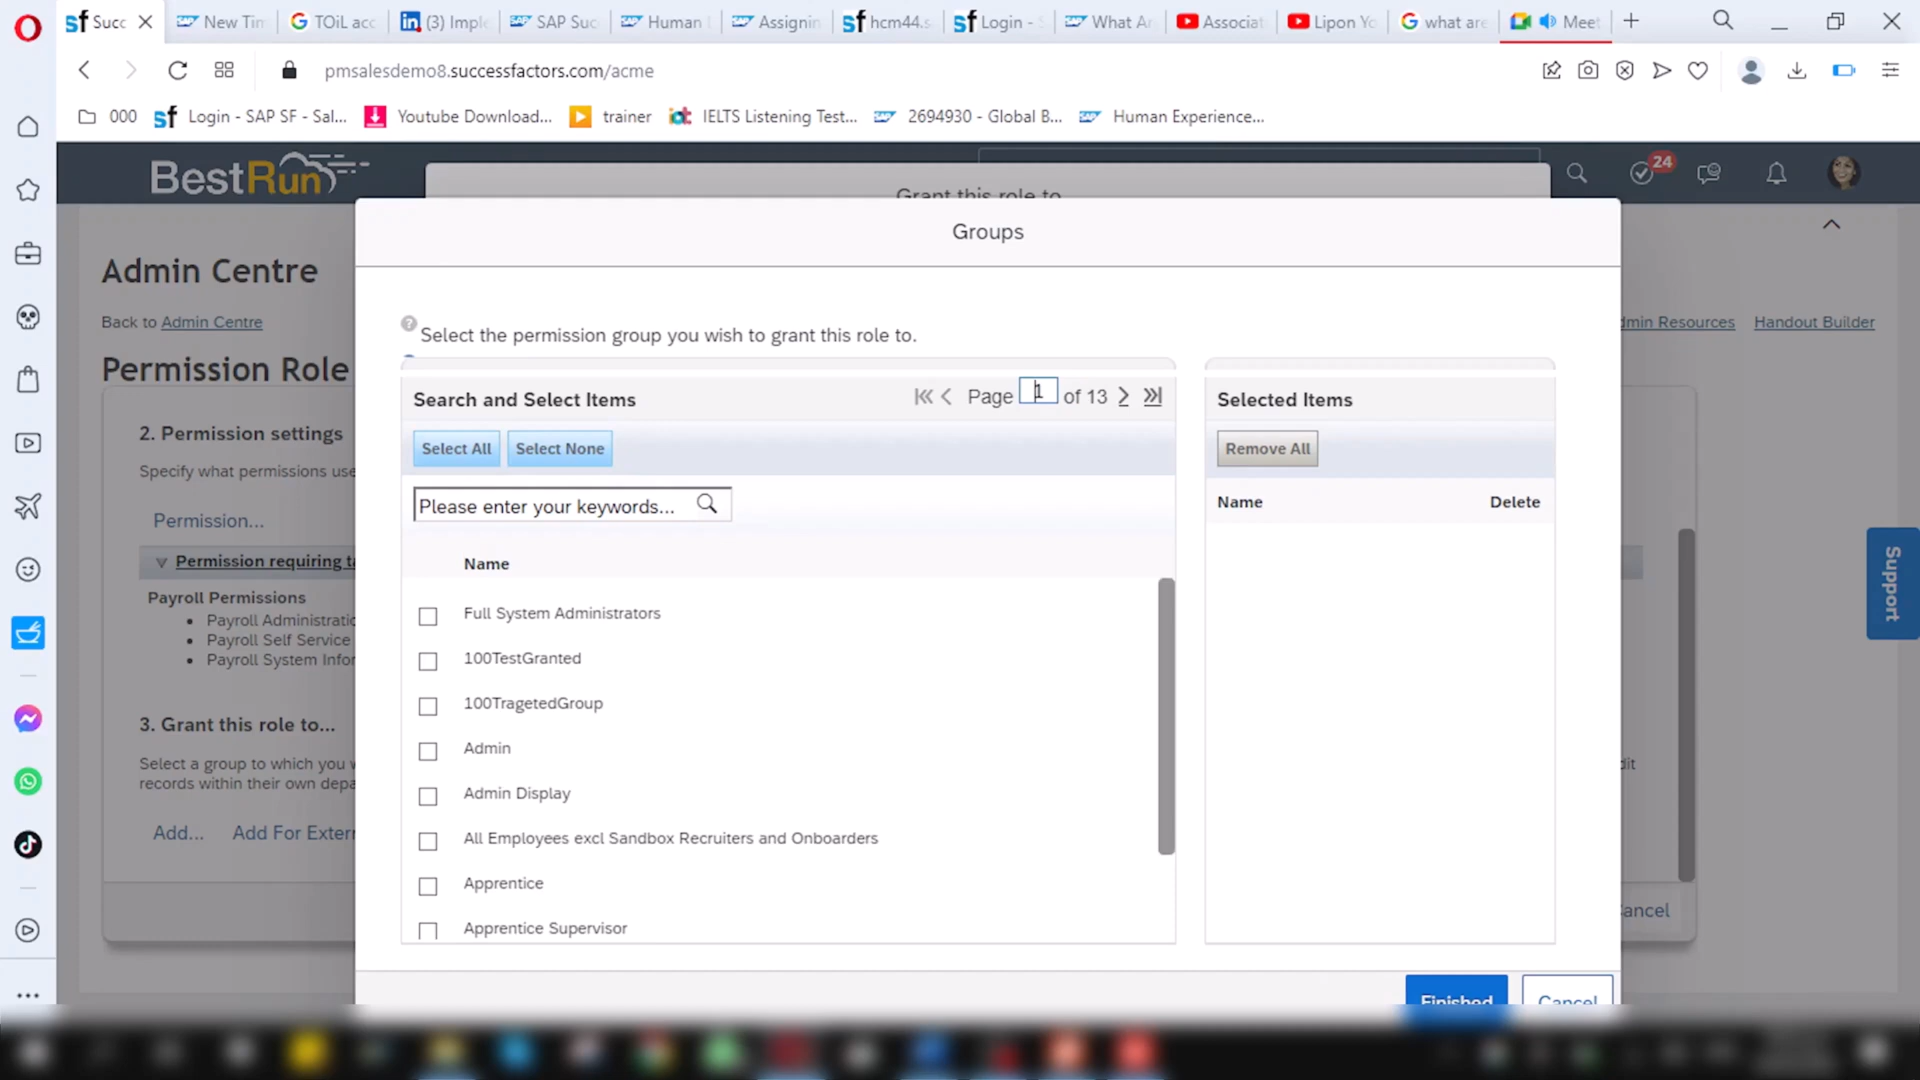 Succ
New Tim
TOiL acc
(3) Imple
SAP Suc
Human
Assignin
hcm44.s
Login - S
What Ar
Associat
Lipon Yo
what are
Meet
pmsalesdemo8.successfactors.com/acme
000
Login - SAP SF - Sal...
Youtube Download...
trainer
IELTS Listening Test...
2694930 - Global B...
Human Experience...
BestRun
24
Grant this role to
Groups
Admin Centre
Back to Admin Centre
dmin Resources
Handout Builder
Permission Role
2. Permission settings
Specify what permissions use
Permission...
Permission requiring ta
Payroll Permissions
Payroll Administratio
Payroll Self Service
Payroll System Infor
3. Grant this role to...
Select a group to which you w
records within their own depa
Add...
Add For Extern
Select the permission group you wish to grant this role to.
Search and Select Items
Page 1 of 13
Select All
Select None
Please enter your keywords...
Name
Full System Administrators
100TestGranted
100TragetedGroup
Admin
Admin Display
All Employees excl Sandbox Recruiters and Onboarders
Apprentice
Apprentice Supervisor
Selected Items
Remove All
Name
Delete
Finished
Cancel
dit
ancel
Support